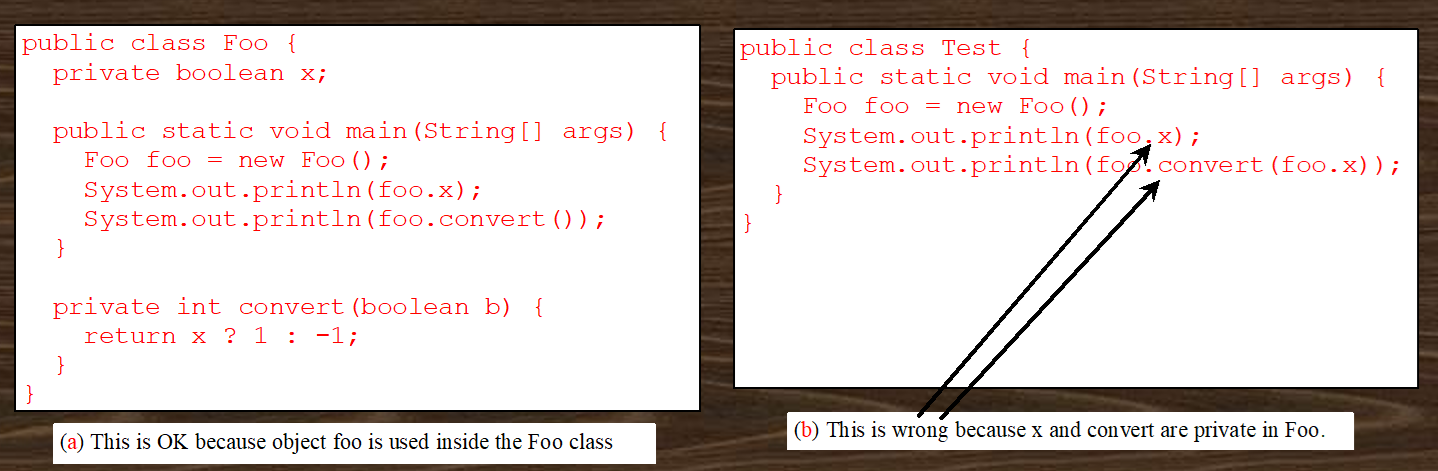 public class Foo {
  private boolean x;
  public static void main(String[] args) {
    Foo foo = new Foo();
    System.out.println(foo.x);
    System.out.println(foo.convert());
  }
  private int convert(boolean b) {
    return x ? 1 : -1;
  }
}
(a) This is OK because object foo is used inside the Foo class
public class Test {
  public static void main(String[] args) {
    Foo foo = new Foo();
    System.out.println(foo.x);
    System.out.println(foo.convert(foo.x));
  }
}
(b) This is wrong because x and convert are private in Foo.